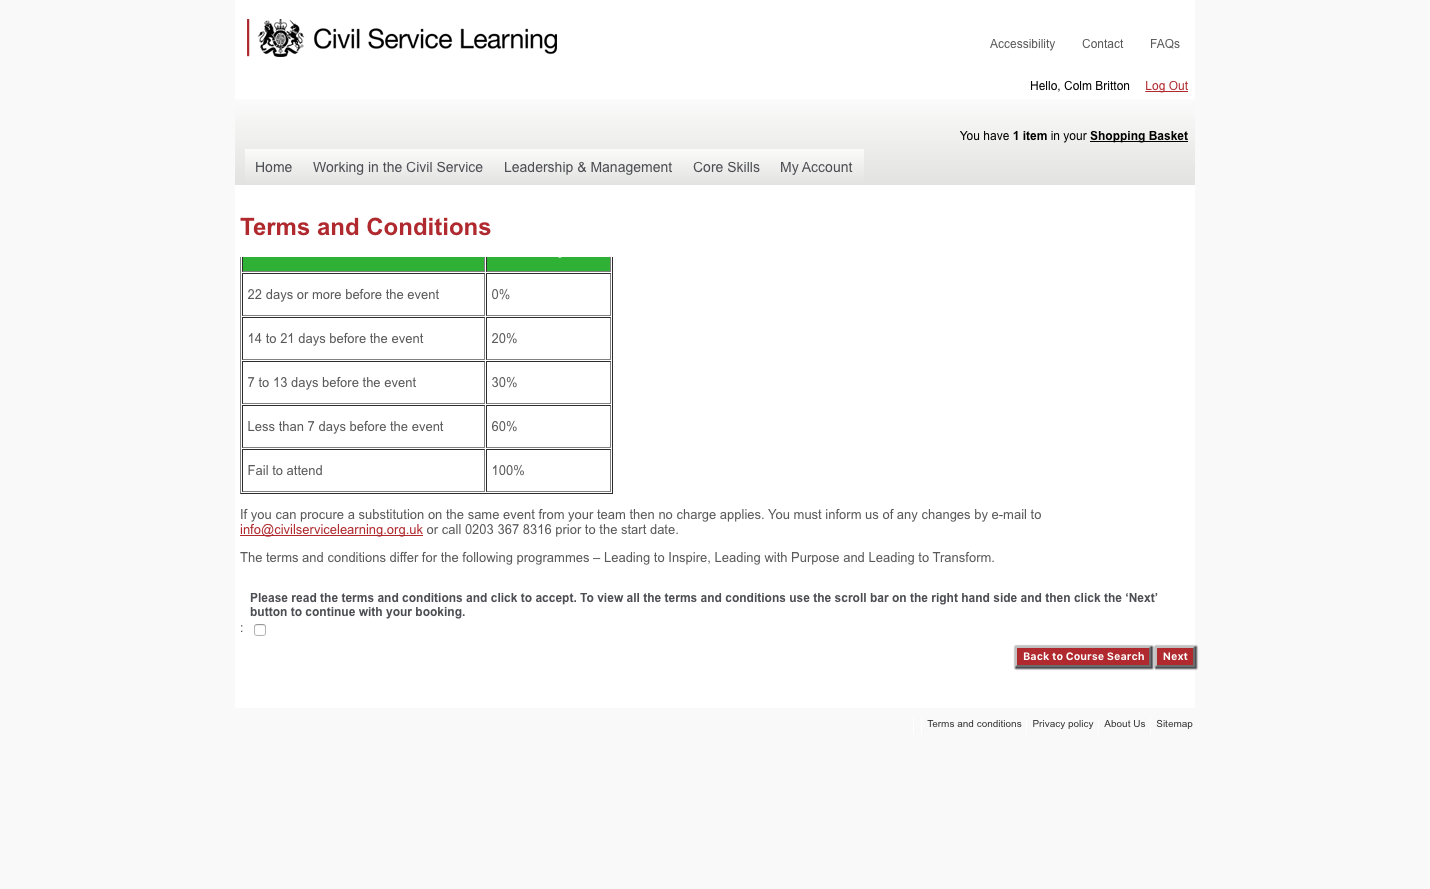 Civil Service Learning
Accessibility Contact FAQs
Hello, Colm Britton Log Out
You have 1 item in your Shopping Basket
Home Working in the Civil Service Leadership & Management Core Skills My Account
Terms and Conditions
22 days or more before the event 0%
14 to 21 days before the event 20%
7 to 13 days before the event 30%
Less than 7 days before the event 60%
Fail to attend 100%
If you can procure a substitution on the same event from your team then no charge applies. You must inform us of any changes by e-mail to
info@civilservicelearning.org.uk or call 0203 367 8316 prior to the start date.
The terms and conditions differ for the following programmes – Leading to Inspire, Leading with Purpose and Leading to Transform.
Please read the terms and conditions and click to accept. To view all the terms and conditions use the scroll bar on the right hand side and then click the ‘Next’
button to continue with your booking.
:
Back to Course Search Next
Terms and conditions Privacy policy About Us Sitemap